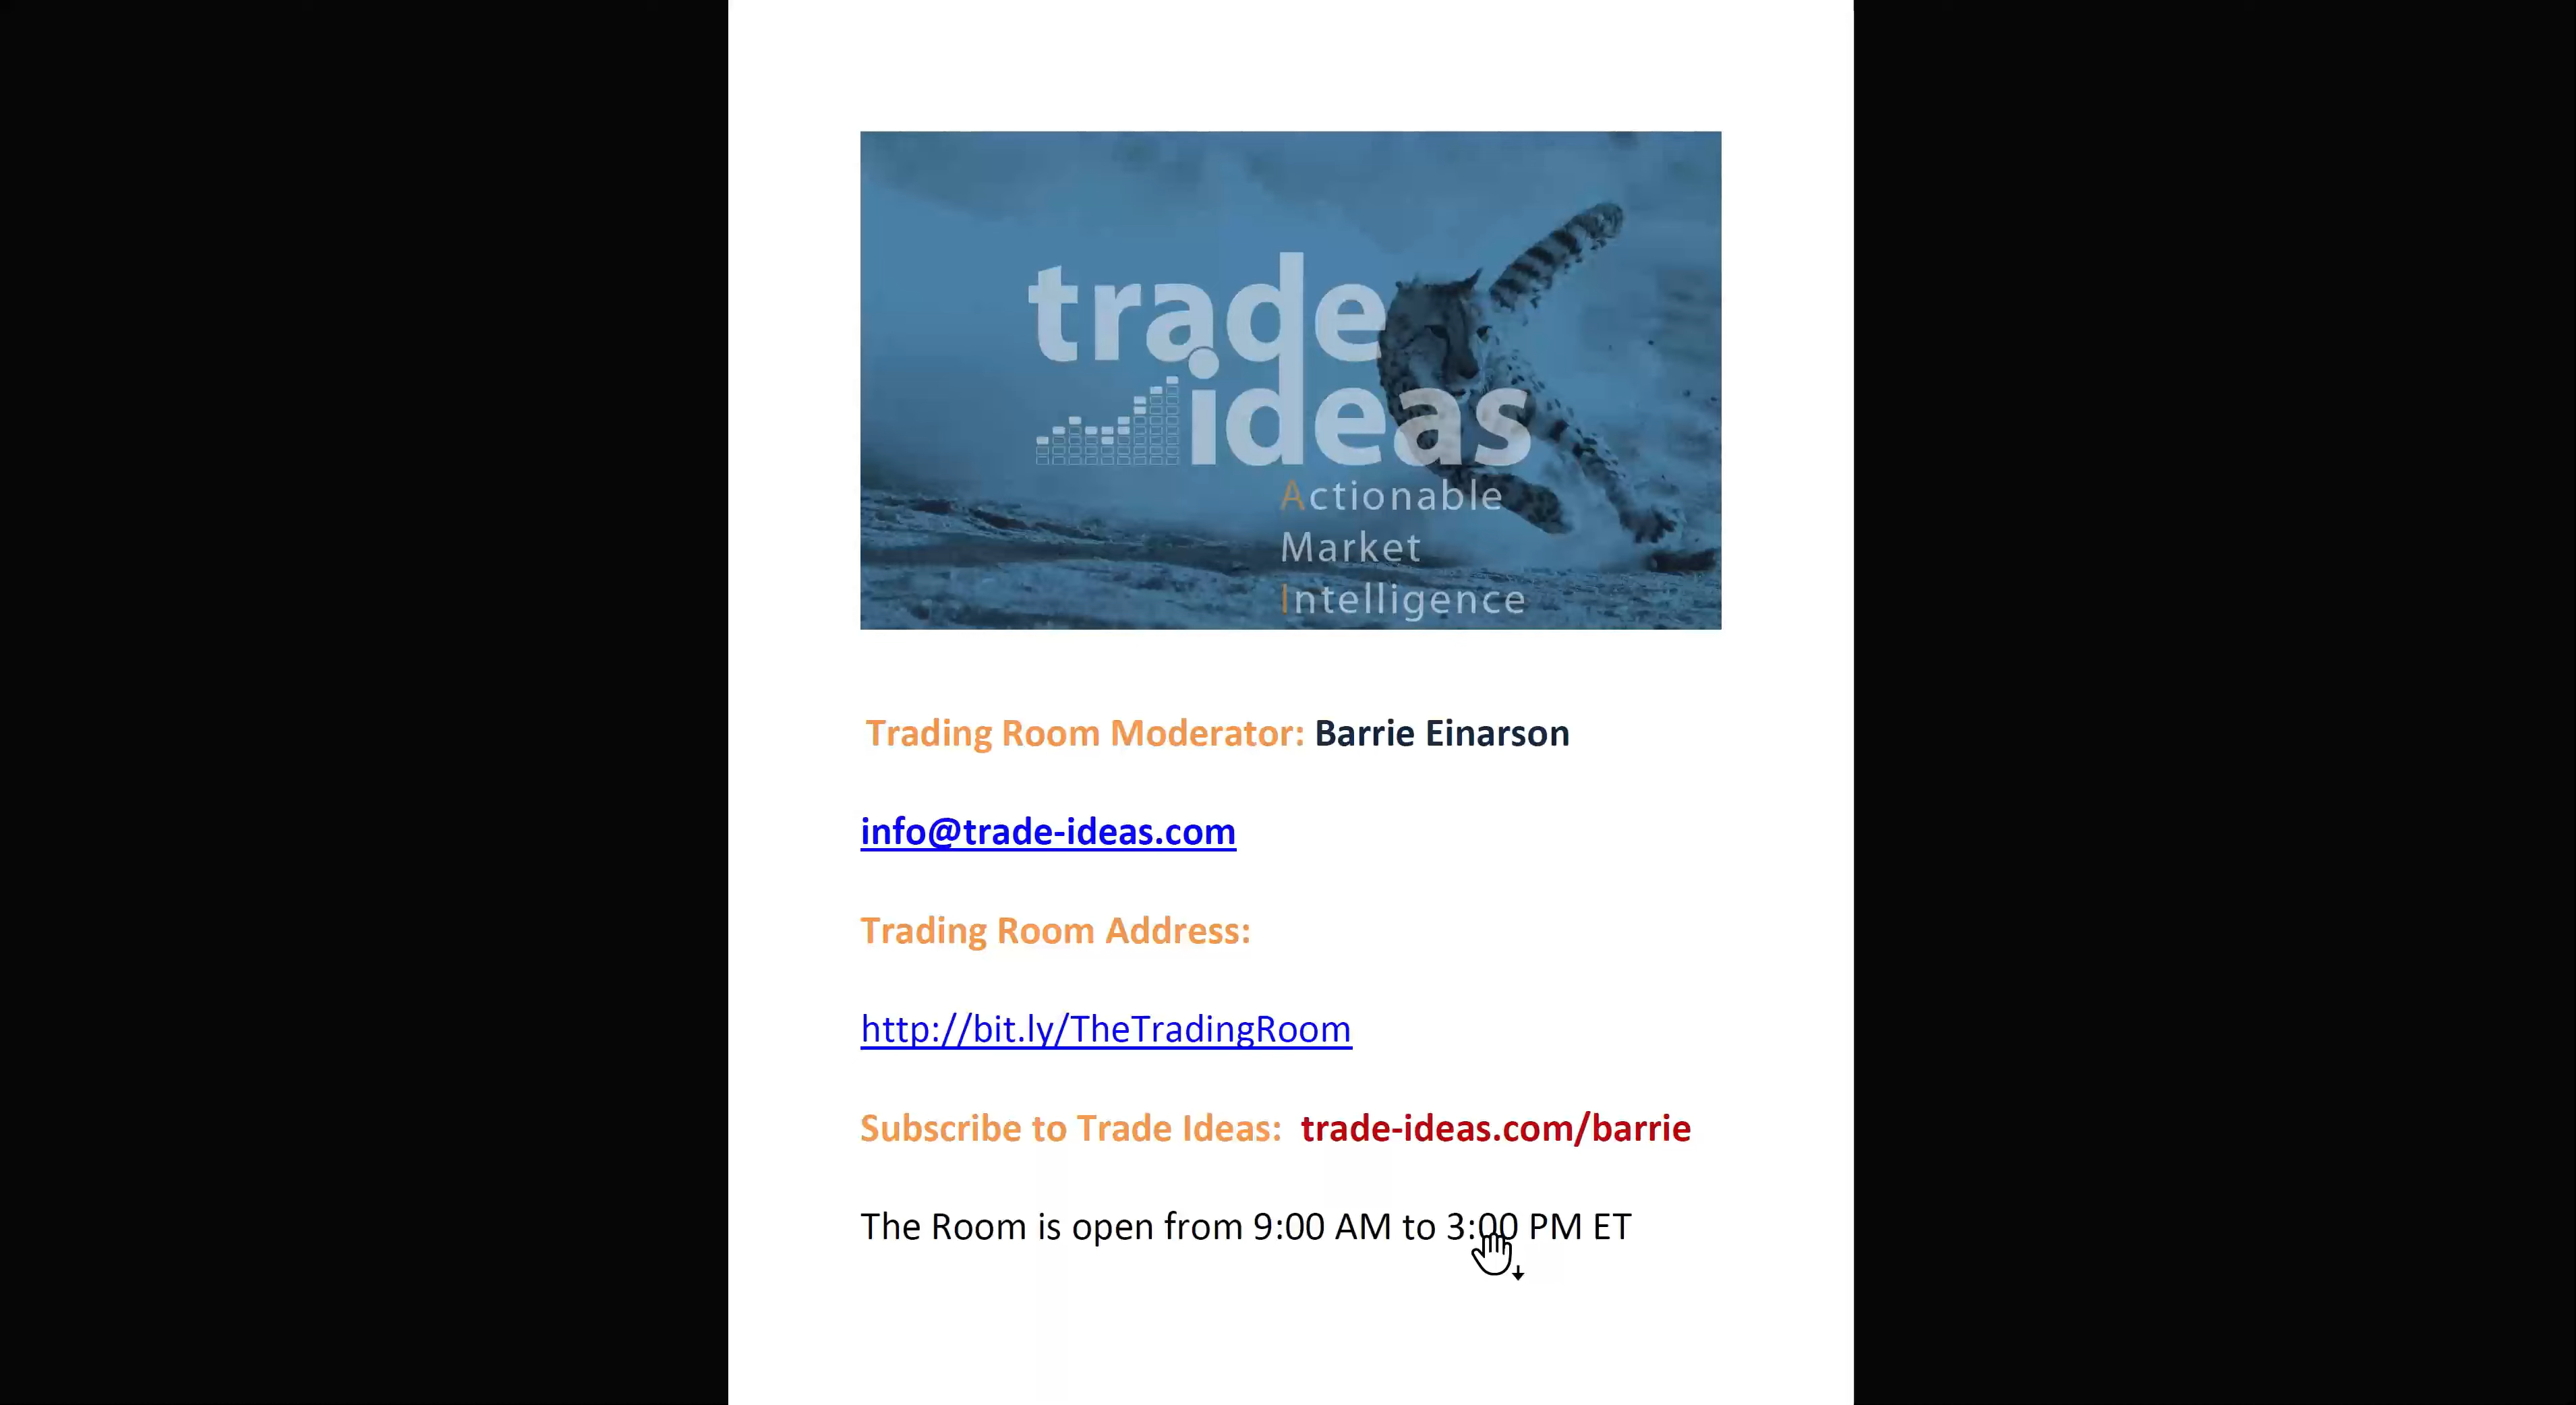 trade
ideas
Actionable
Market
Intelligence
Trading Room Moderator: Barrie Einarson
info@trade-ideas.com
Trading Room Address:
http://bit.ly/TheTradingRoom
Subscribe to Trade Ideas: trade-ideas.com/barrie
The Room is open from 9:00 AM to 3:00 PM ET